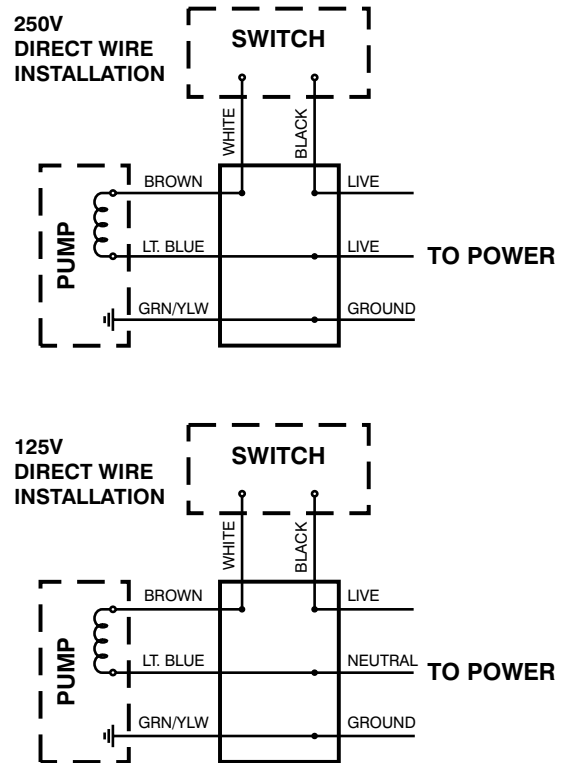 250V
DIRECT WIRE
INSTALLATION
SWITCH
WHITE
BLACK
BROWN
LIVE
PUMP
LT. BLUE
LIVE
TO POWER
GRN/YLW
GROUND
125V
DIRECT WIRE
INSTALLATION
SWITCH
WHITE
BLACK
BROWN
LIVE
PUMP
LT. BLUE
NEUTRAL
TO POWER
GRN/YLW
GROUND